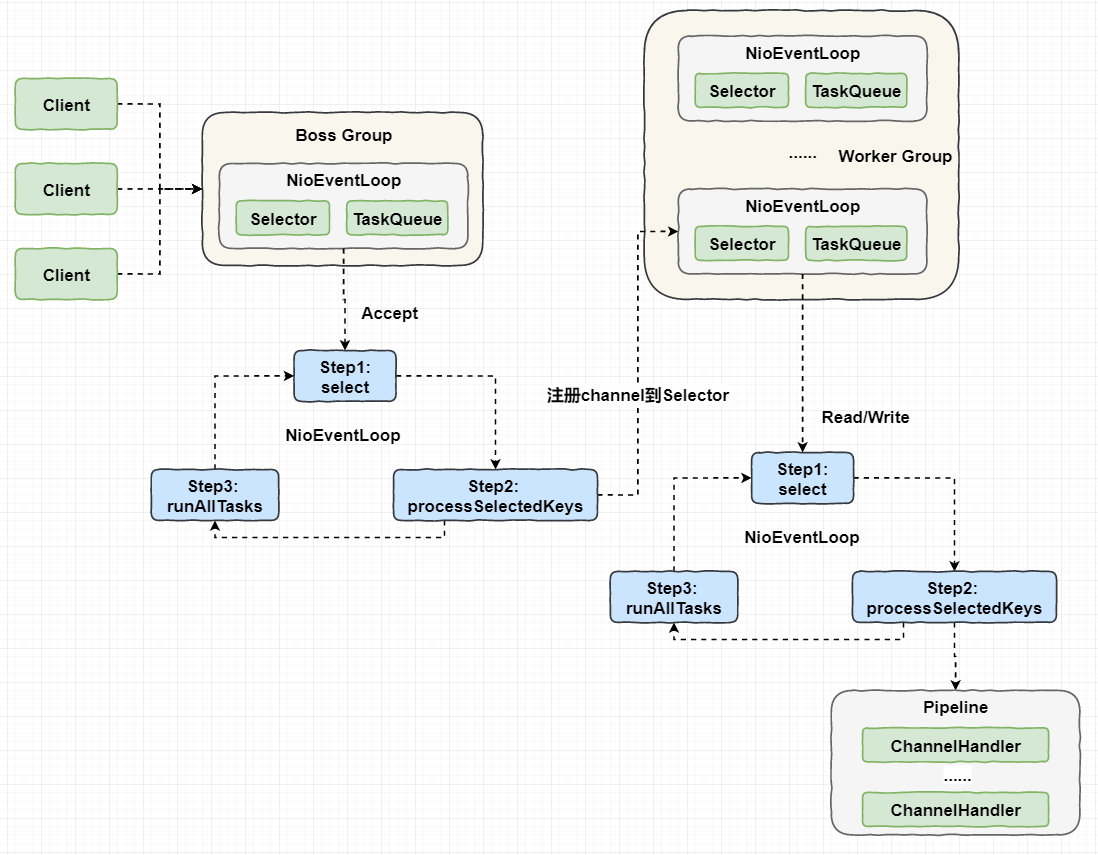 Client
Client
Client
Boss Group
NioEventLoop
Selector
TaskQueue
Accept
Step1:
select
NioEventLoop
Step3:
runAllTasks
Step2:
processSelectedKeys
注册channel到Selector
NioEventLoop
Selector
TaskQueue
...... Worker Group
NioEventLoop
Selector
TaskQueue
Read/Write
Step1:
select
NioEventLoop
Step3:
runAllTasks
Step2:
processSelectedKeys
Pipeline
ChannelHandler
......
ChannelHandler